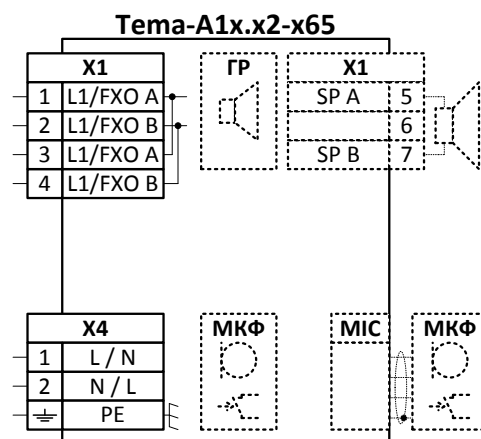 Tema-A1x.x2-x65
X1
1 L1/FXO A
2 L1/FXO B
3 L1/FXO A
4 L1/FXO B
ГР
X1
SP A 5
6
SP B 7
X4
1 L / N
2 N / L
PE
МКФ
MIC
МКФ